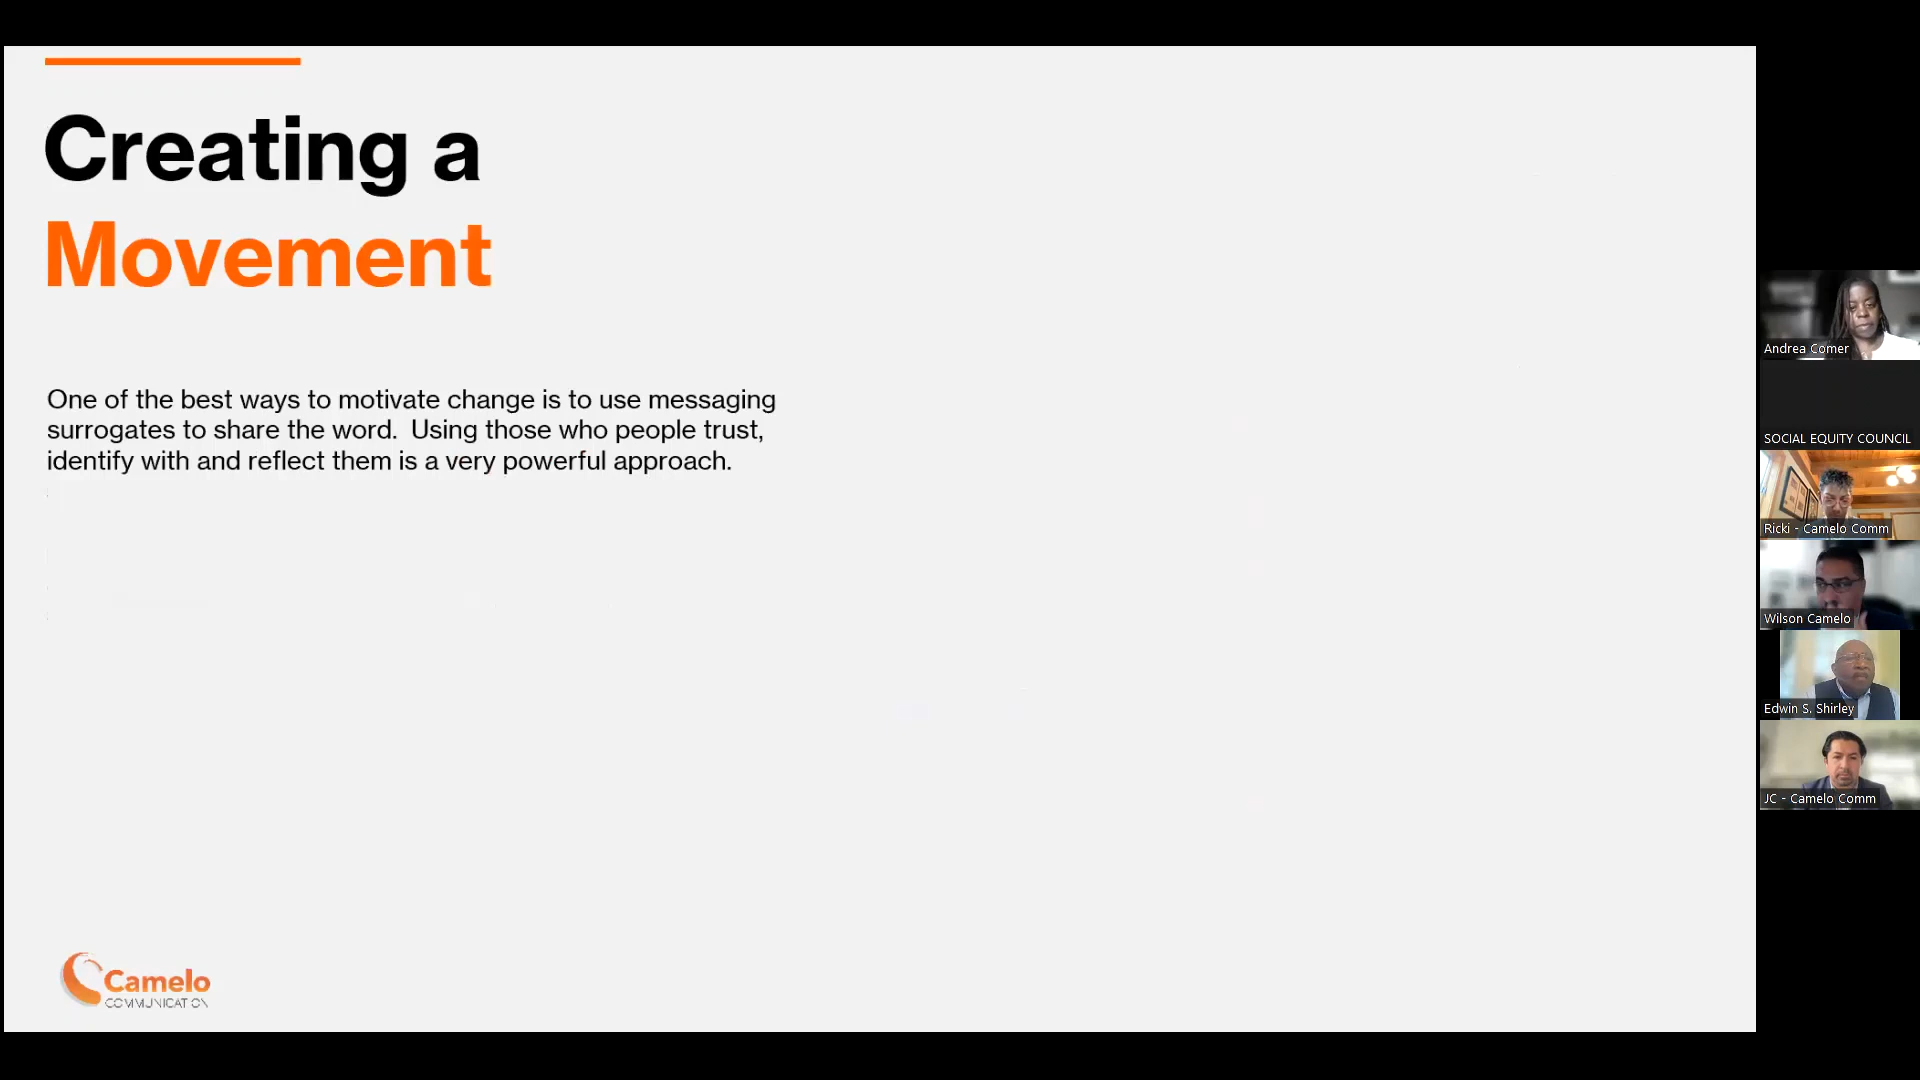 Creating a
Movement
One of the best ways to motivate change is to use messaging
surrogates to share the word.  Using those who people trust,
identify with and reflect them is a very powerful approach.
Camelo
COMMUNICATION
Andrea Comer
SOCIAL EQUITY COUNCIL
Ricki - Camelo Comm
Wilson Camelo
Edwin S. Shirley
JC - Camelo Comm